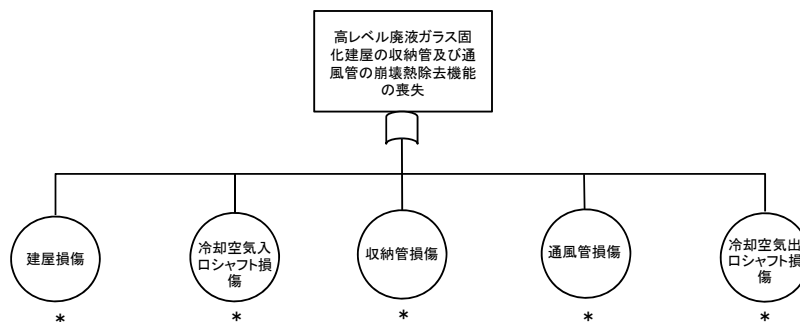 高レベル廃液ガラス固
化建屋の収納管及び通
風管の崩壊熱除去機能
の喪失
建屋損傷
冷却空気入
口シャフト損
傷
収納管損傷
通風管損傷
冷却空気出
口シャフト損
傷
*
*
*
*
*